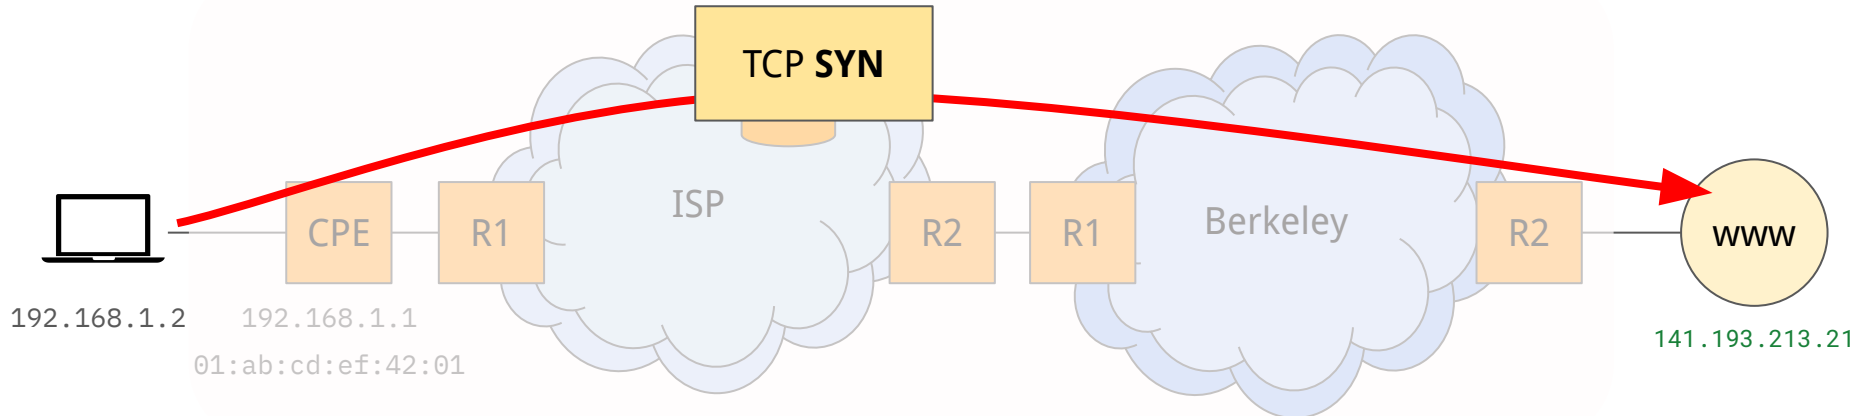 TCP SYN
ISP
Berkeley
CPE
R1
R2
R1
R2
www
192.168.1.2
192.168.1.1
141.193.213.21
01:ab:cd:ef:42:01